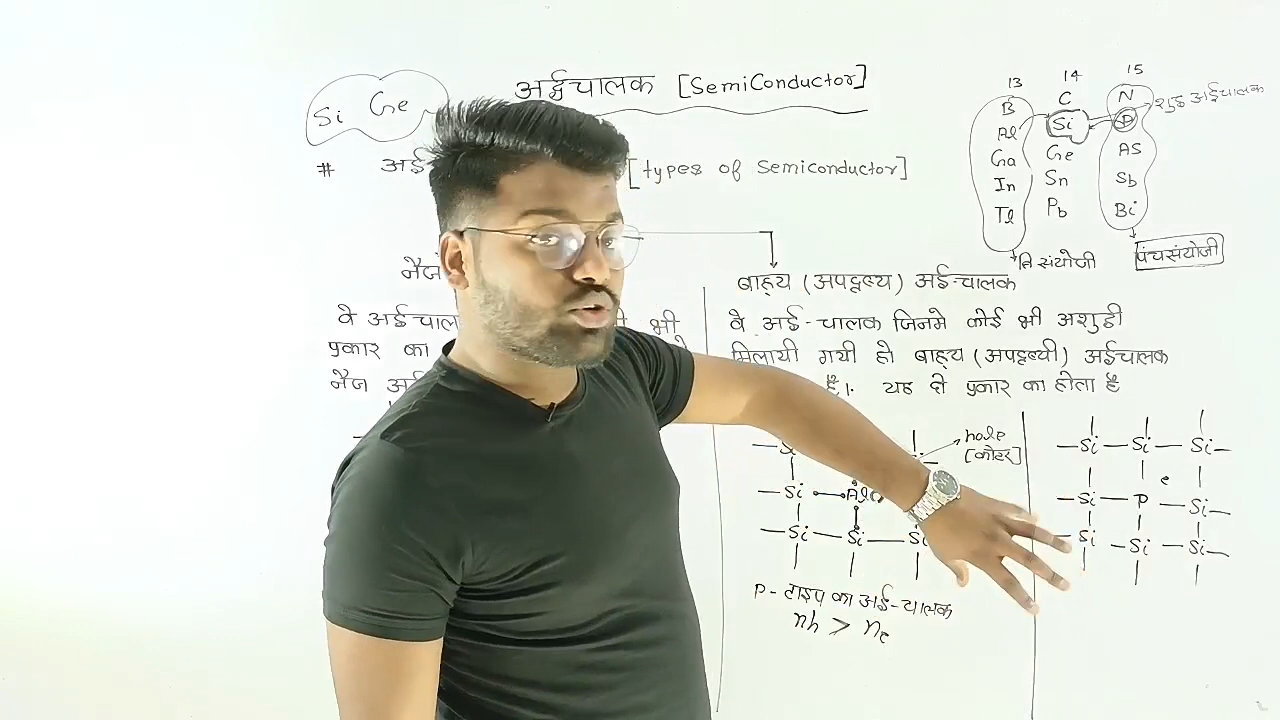 Si Ge
अर्द्धचालक [SemiConductor]
# अर्द्ध [types of Semiconductor]
13 14 15
B C N
Al Si P शुद्ध अर्द्धचालक
Ga Ge AS
In Sn Sb
Tl Pb Bi
त्रि संयोजी पंचसंयोजी
नैज
वे अर्द्धचाल भी
प्रकार का
नैज अर्द्ध
बाह्य (अपद्रव्य) अर्द्ध-चालक
वे अर्द्ध-चालक जिनमे कोई भी अशुद्धी
मिलायी गयी हो बाह्य (अपद्रव्यी) अर्द्धचालक
है। यह दो प्रकार का होता है
Si
hole
[कोटर]
Si Al
Si Si Si
P-टाइप का अर्द्ध-चालक
nh > ne
Si Si Si
e
Si P Si
Si Si Si